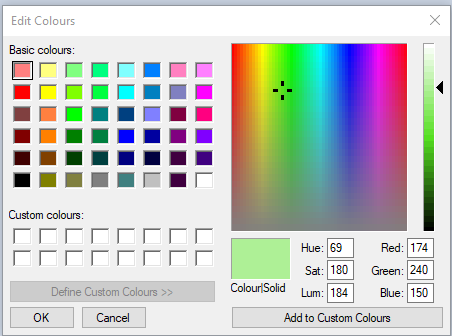 Edit Colours
Basic colours:
Custom colours:
Define Custom Colours >>
OK
Cancel
Colour|Solid
Hue: 69
Sat: 180
Lum: 184
Red: 174
Green: 240
Blue: 150
Add to Custom Colours